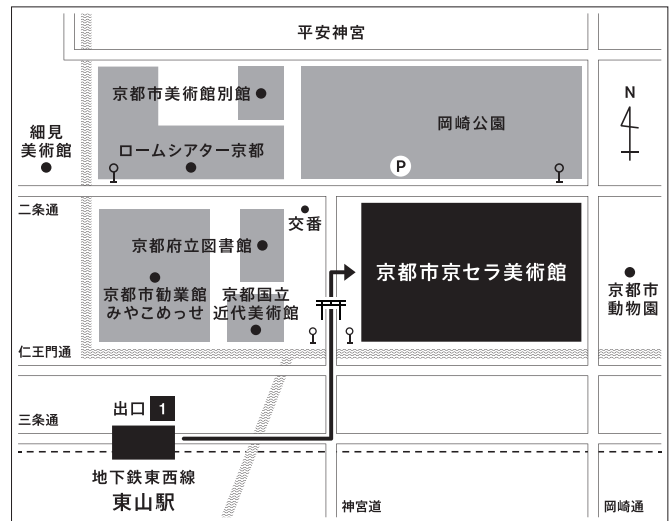 平安神宮
京都市美術館別館
岡崎公園
N
細見
美術館
ロームシアター京都
P
二条通
交番
京都府立図書館
京都市京セラ美術館
京都市勧業館
みやこめっせ
京都国立
近代美術館
京都市
動物園
仁王門通
出口 1
三条通
地下鉄東西線
東山駅
神宮道
岡崎通